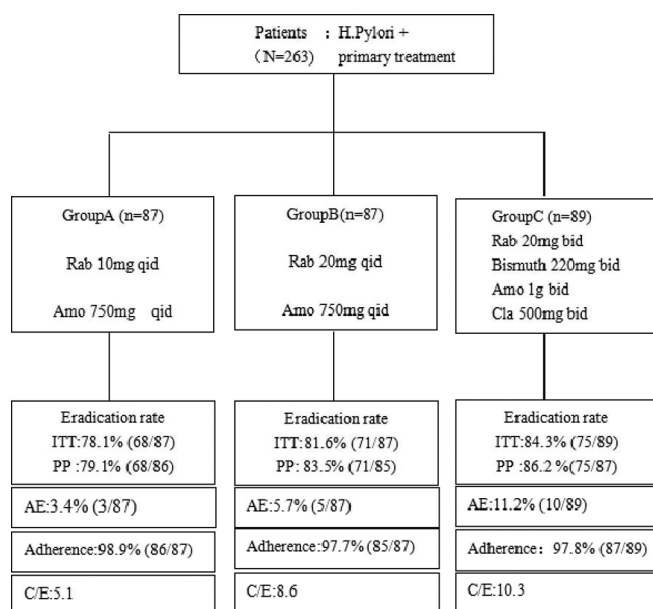 Patients : H.Pylori +
(N=263) primary treatment
GroupA (n=87)
Rab 10mg qid
Amo 750mg qid
GroupB(n=87)
Rab 20mg qid
Amo 750mg qid
GroupC (n=89)
Rab 20mg bid
Bismuth 220mg bid
Amo 1g bid
Cla 500mg bid
Eradication rate
ITT:78.1% (68/87)
PP :79.1% (68/86)
AE:3.4% (3/87)
Adherence:98.9% (86/87)
C/E:5.1
Eradication rate
ITT:81.6% (71/87)
PP : 83.5% (71/85)
AE:5.7% (5/87)
Adherence:97.7% (85/87)
C/E:8.6
Eradication rate
ITT:84.3% (75/89)
PP : 86.2 %(75/87)
AE:11.2% (10/89)
Adherence: 97.8% (87/89)
C/E:10.3